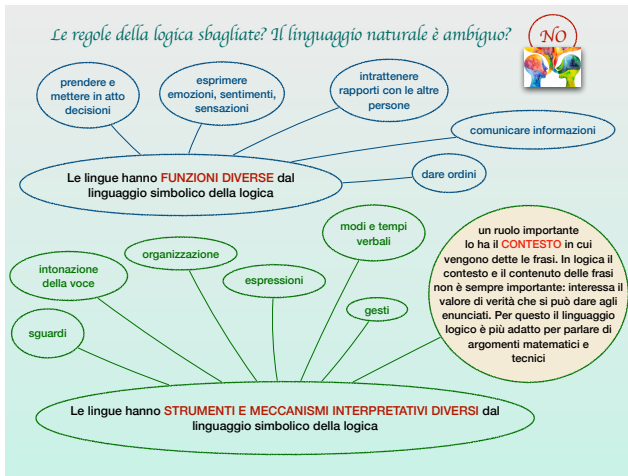 Le regole della logica sbagliate? Il linguaggio naturale è ambiguo?
NO
prendere e
mettere in atto
decisioni
esprimere
emozioni, sentimenti,
sensazioni
intrattenere
rapporti con le altre
persone
comunicare informazioni
dare ordini
Le lingue hanno FUNZIONI DIVERSE dal
linguaggio simbolico della logica
sguardi
intonazione
della voce
organizzazione
espressioni
modi e tempi
verbali
gesti
un ruolo importante
lo ha il CONTESTO in cui
vengono dette le frasi. In logica il
contesto e il contenuto delle frasi
non è sempre importante: interessa il
valore di verità che si può dare agli
enunciati. Per questo il linguaggio
logico è più adatto per parlare di
argomenti matematici e
tecnici
Le lingue hanno STRUMENTI E MECCANISMI INTERPRETATIVI DIVERSI dal
linguaggio simbolico della logica